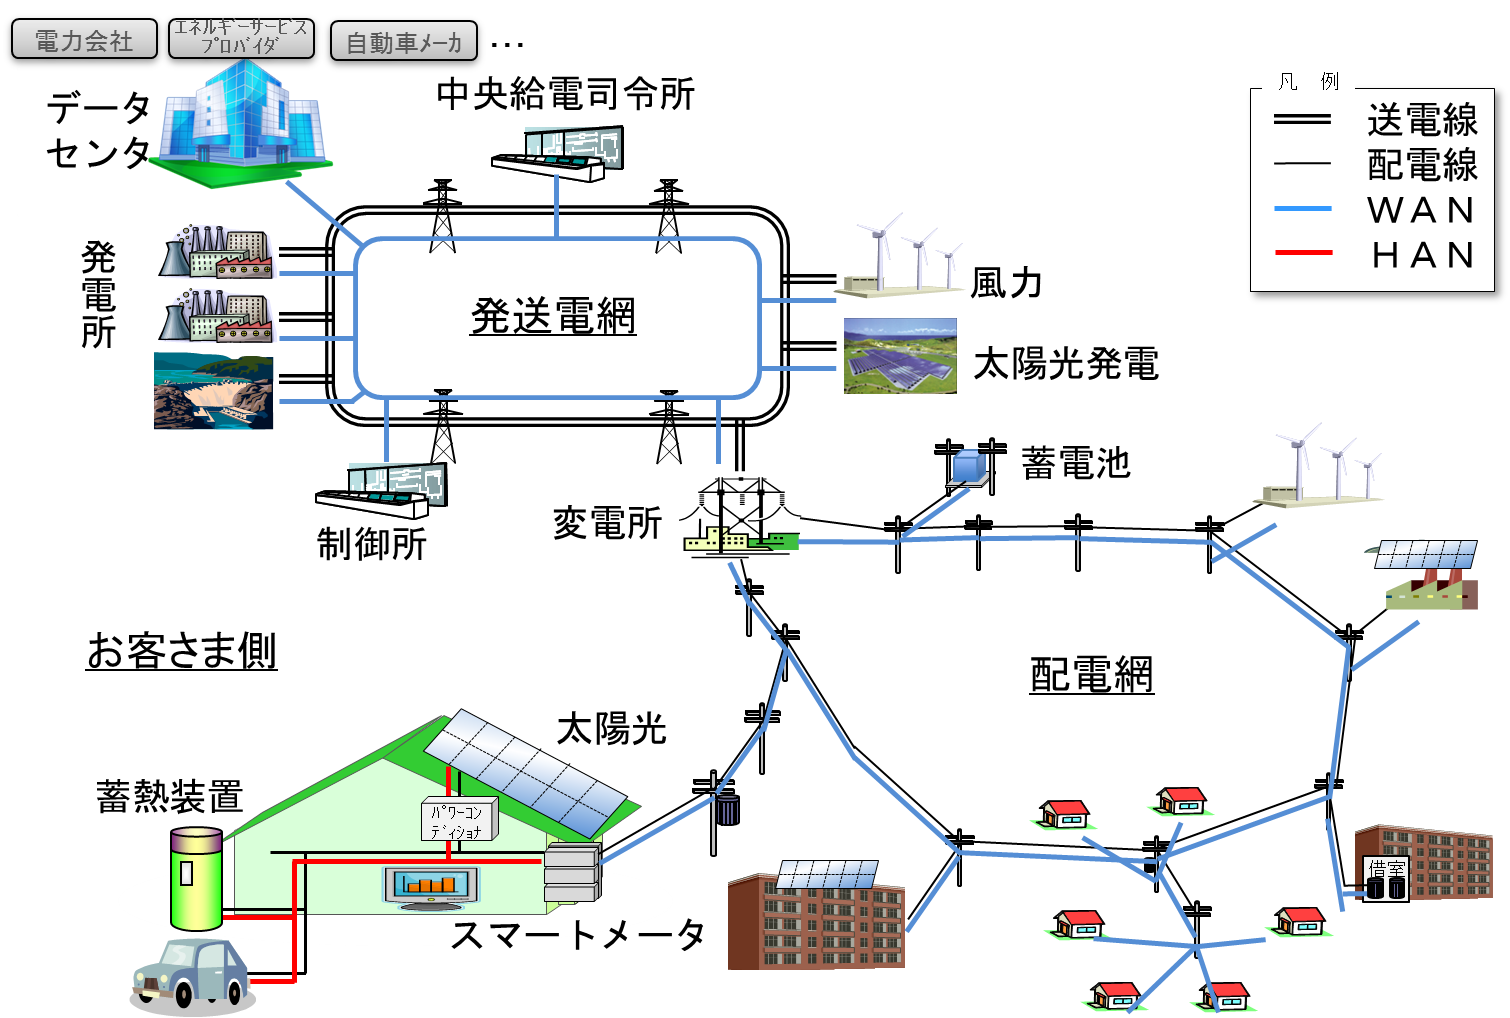 電力会社
エネルギーサービス
プロバイダ
自動車メーカ
…
データ
センタ
中央給電司令所
凡　例
送電線
配電線
ＷＡＮ
ＨＡＮ
発電所
発送電網
風力
太陽光発電
制御所
変電所
蓄電池
お客さま側
配電網
太陽光
蓄熱装置
パワーコン
ディショナ
借室
スマートメータ